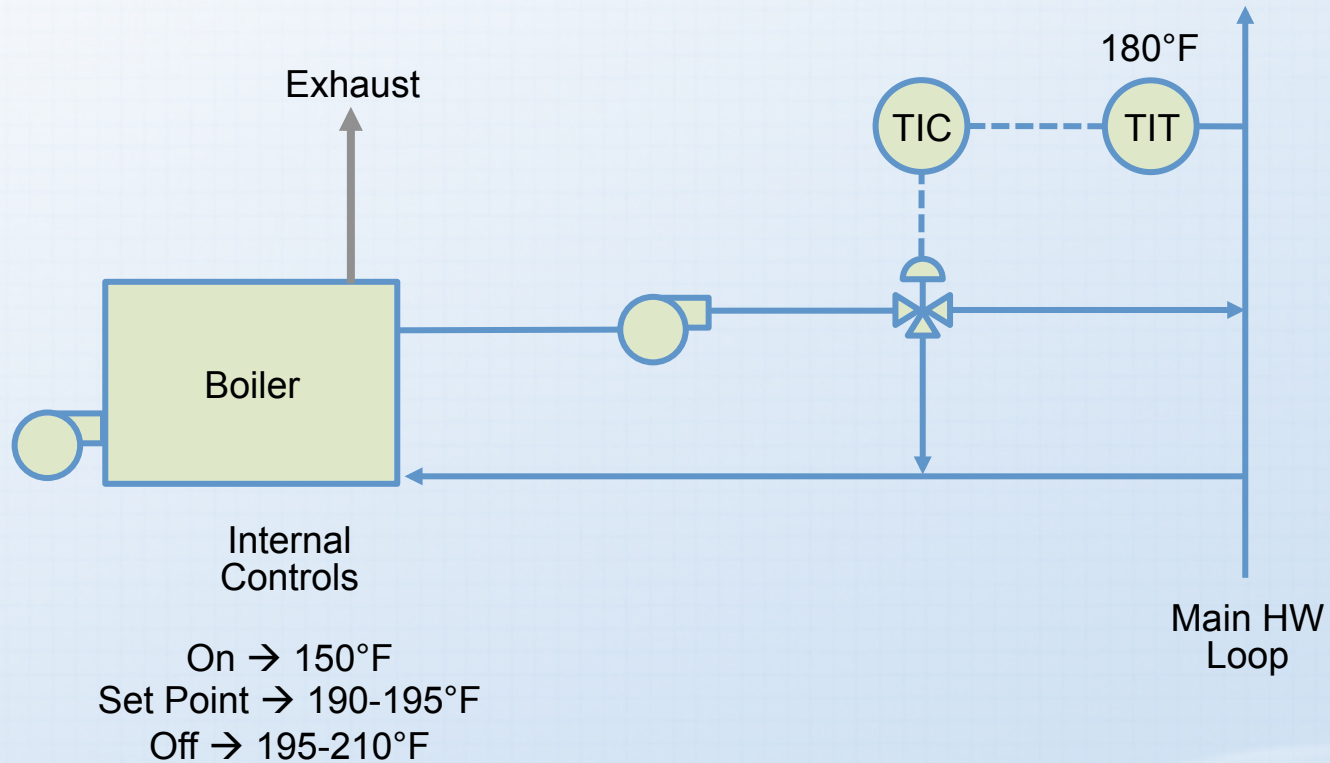 180°F
Exhaust
TIC
TIT
Boiler
Internal
Controls
Main HW
Loop
On → 150°F
Set Point → 190-195°F
Off → 195-210°F